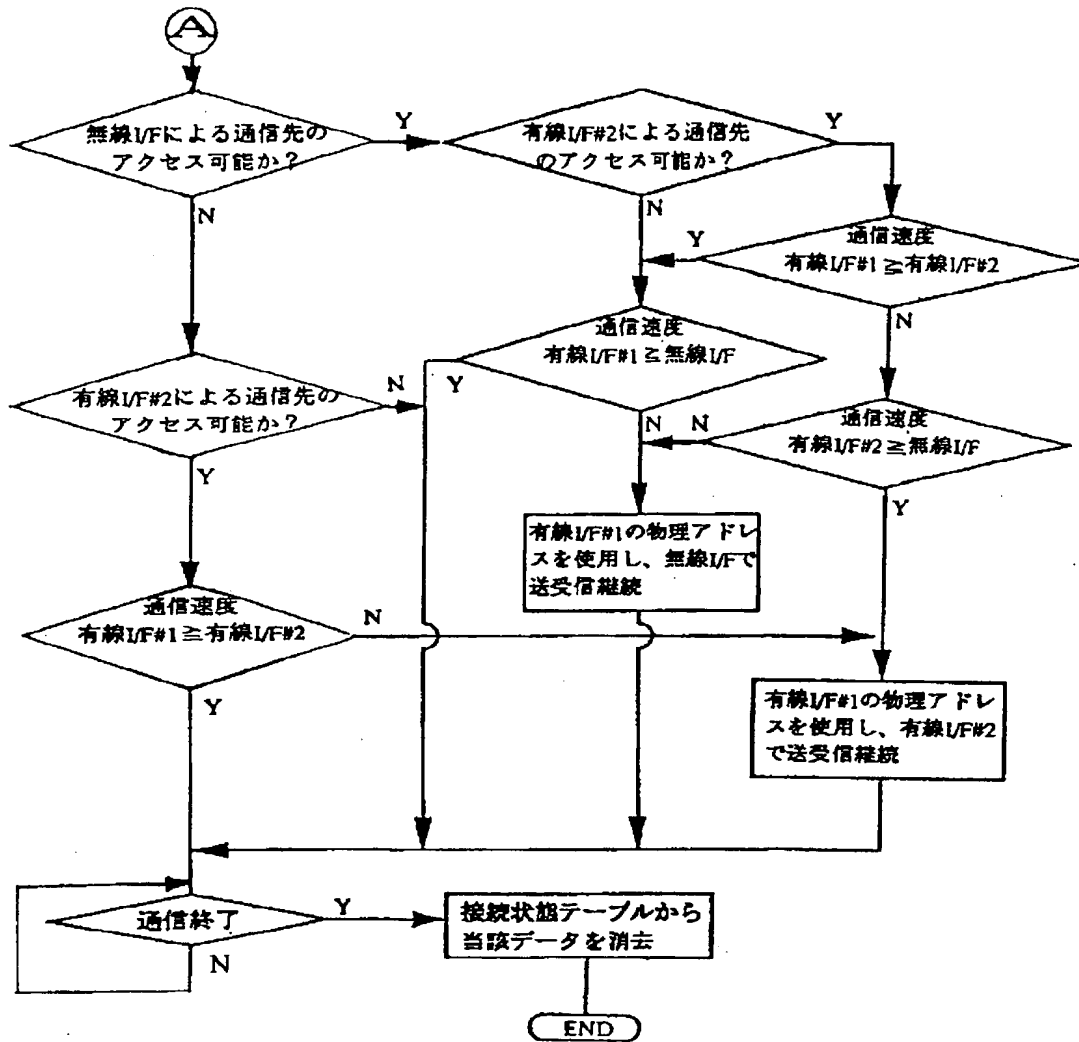 A
無線I/Fによる通信先の
アクセス可能か？
Y
有線I/F#2による通信先
のアクセス可能か？
Y
N
N
通信速度
有線I/F#1≧有線I/F#2
Y
N
通信速度
有線I/F#1≧無線I/F
Y
N
有線I/F#2による通信先の
アクセス可能か？
N
Y
通信速度
有線I/F#2≧無線I/F
N
Y
有線I/F#1の物理アドレ
スを使用し、無線I/Fで
送受信継続
通信速度
有線I/F#1≧有線I/F#2
N
Y
有線I/F#1の物理アドレ
スを使用し、有線I/F#2
で送受信継続
通信終了
Y
N
接続状態テーブルから
当該データを消去
END